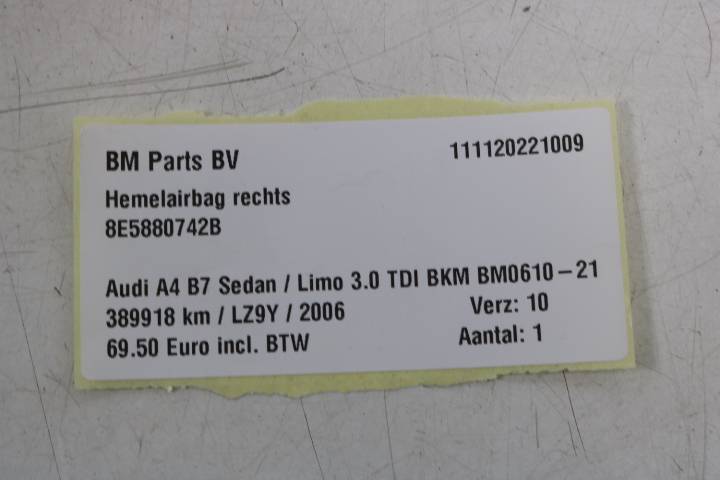 BM Parts BV 111120221009
Hemelairbag rechts
8E5880742B
Audi A4 B7 Sedan / Limo 3.0 TDI BKM BM0610-21
389918 km / LZ9Y / 2006 Verz: 10
69.50 Euro incl. BTW Aantal: 1